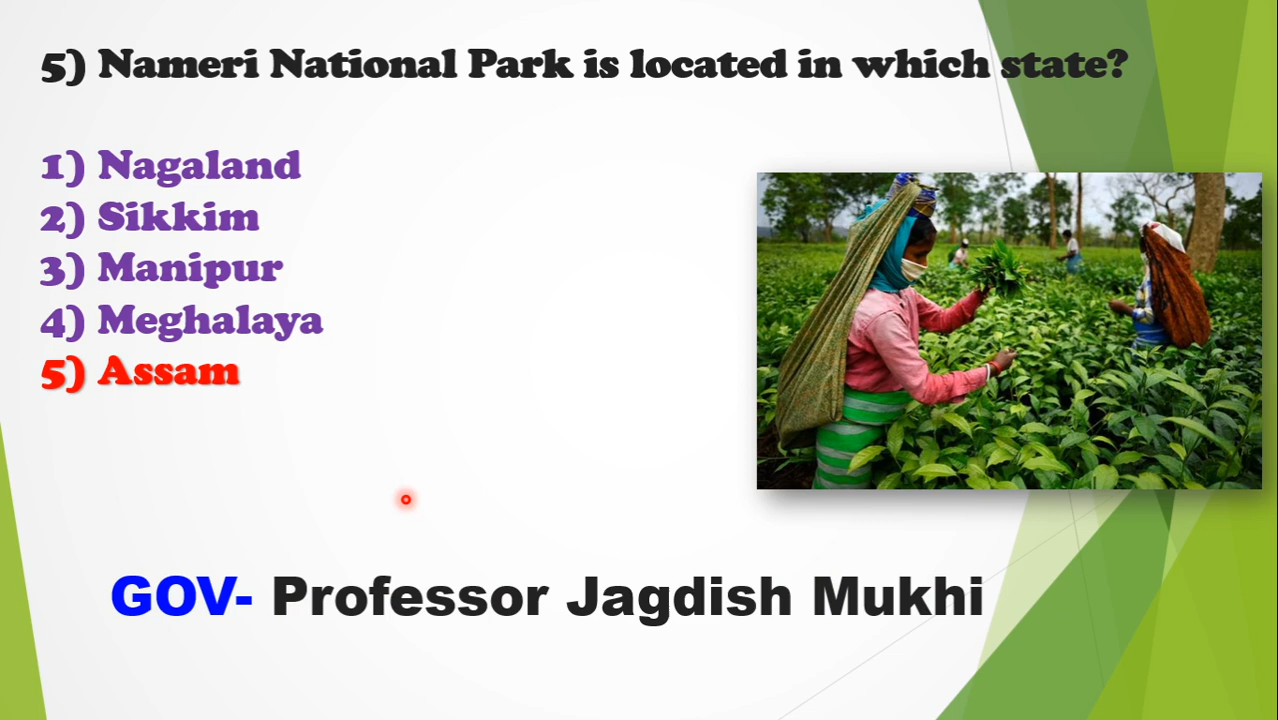 5) Nameri National Park is located in which state?
1) Nagaland
2) Sikkim
3) Manipur
4) Meghalaya
5) Assam
GOV- Professor Jagdish Mukhi